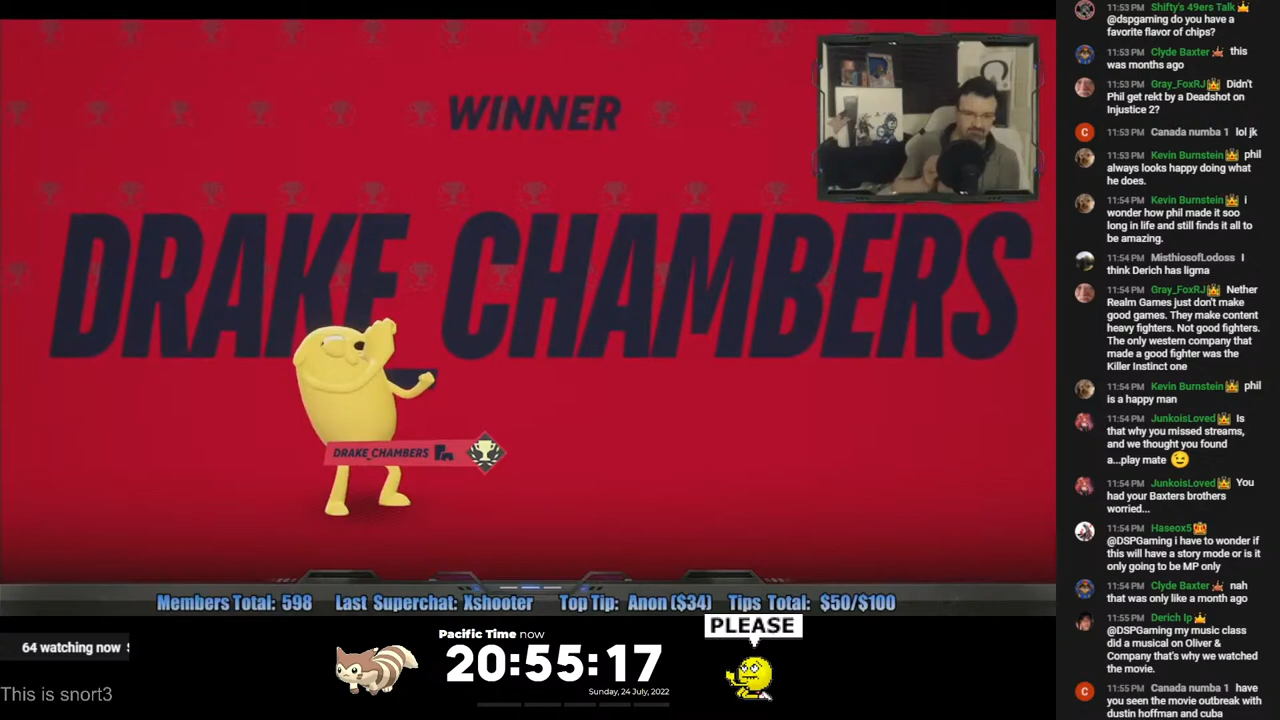 WINNER
DRAKE_CHAMBERS
DRAKE_CHAMBERS
Members Total: 598 Last Superchat: Xshooter Top Tip: Anon ($34) Tips Total: $50/$100
64 watching now
This is snort3
Pacific Time now
20:55:17
Sunday, 24 July, 2022
PLEASE
11:53 PM Shifty's 49ers Talk
@dspgaming do you have a
favorite flavor of chips?
11:53 PM Clyde Baxter this
was months ago
11:53 PM Gray_FoxRJ Didn't
Phil get rekt by a Deadshot on
Injustice 2?
11:53 PM Canada numba 1 lol jk
11:53 PM Kevin Burnstein phil
always looks happy doing what
he does.
11:54 PM Kevin Burnstein i
wonder how phil made it soo
long in life and still finds it all to
be amazing.
11:54 PM MisthiosofLodoss I
think Derich has ligma
11:54 PM Gray_FoxRJ Nether
Realm Games just don't make
good games. They make content
heavy fighters. Not good fighters.
The only western company that
made a good fighter was the
Killer Instinct one
11:54 PM Kevin Burnstein phil
is a happy man
11:54 PM JunkoisLoved Is
that why you missed streams,
and we thought you found
a...play mate
11:54 PM JunkoisLoved You
had your Baxters brothers
worried...
11:54 PM Haseox5
@DSPGaming i have to wonder if
this will have a story mode or is it
only going to be MP only
11:54 PM Clyde Baxter nah
that was only like a month ago
11:55 PM Derich Ip
@DSPGaming my music class
did a musical on Oliver &
Company that's why we watched
the movie.
11:55 PM Canada numba 1 have
you seen the movie outbreak with
dustin hoffman and cuba